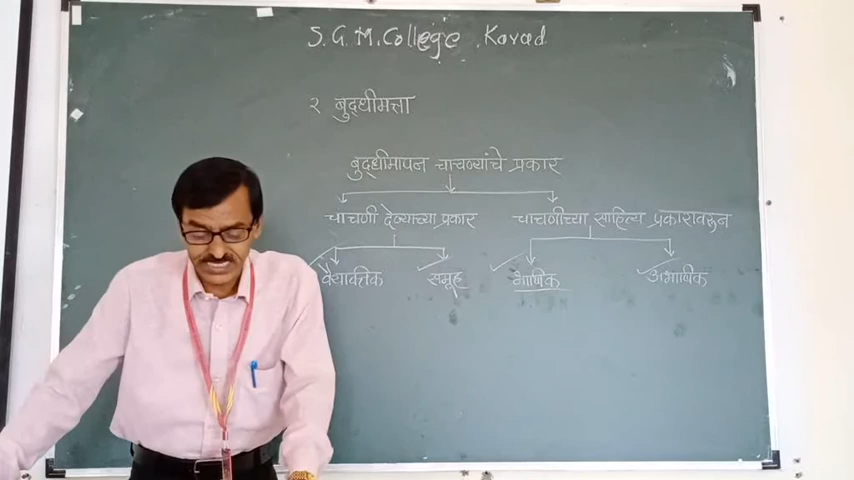 S.G.M.College, Karad
२ बुद्धीमत्ता
बुद्धीमापन चाचण्यांचे प्रकार
चाचणी देण्याच्या प्रकार चाचणीच्या साहित्य प्रकारावरून
वैयक्तिक समूह भाषिक अभाषिक